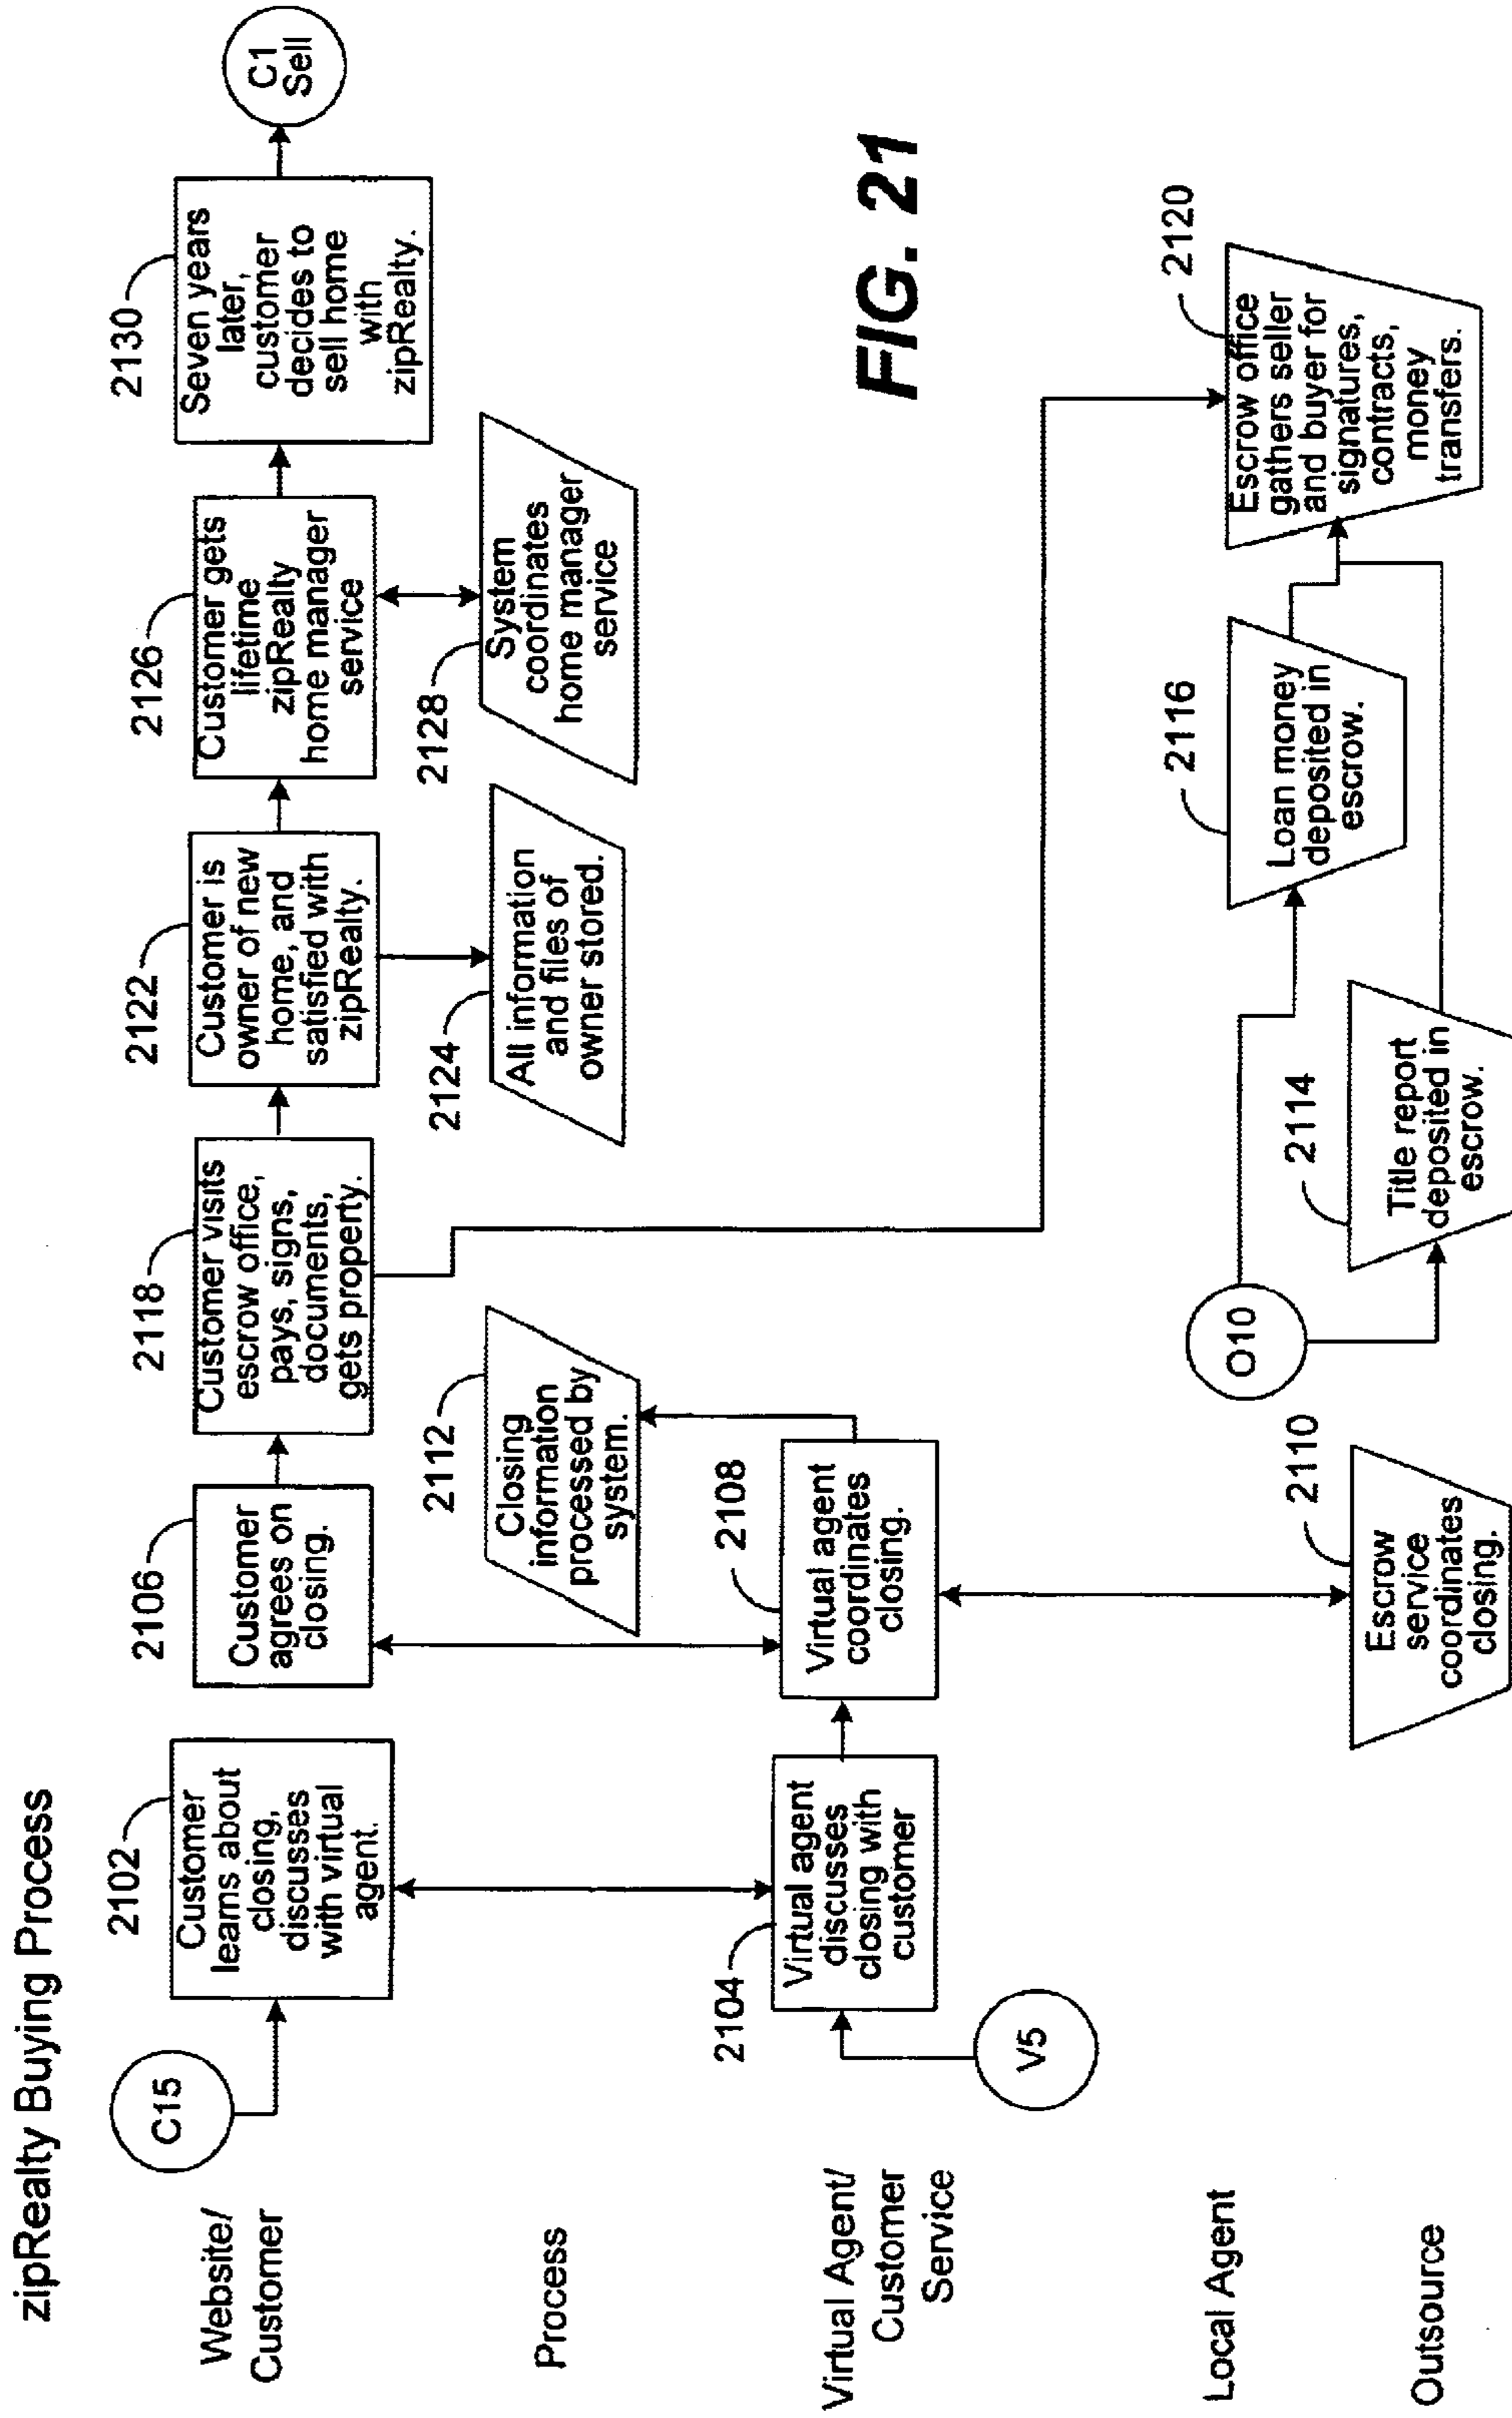 zipRealty Buying Process
Website/
Customer
C15
2102
Customer
learns about
closing,
discusses
with virtual
agent.
2106
Customer
agrees on
closing.
2118
Customer visits
escrow office,
pays, signs,
documents,
gets property.
2122
Customer is
owner of new
home, and
satisfied with
zipRealty.
2126
Customer gets
lifetime
zipRealty
home manager
service
2130
Seven years
later,
customer
decides to
sell home
with
zipRealty.
C1
Sell
Process
2112
Closing
information
processed by
system.
2124
All information
and files of
owner stored.
2128
System
coordinates
home manager
service
Virtual Agent/
Customer
Service
V5
2104
Virtual agent
discusses
closing with
customer
2108
Virtual agent
coordinates
closing.
FIG. 21
Local Agent
Outsource
2110
Escrow
service
coordinates
closing.
O10
2114
Title report
deposited in
escrow.
2116
Loan money
deposited in
escrow.
2120
Escrow office
gathers seller
and buyer for
signatures,
contracts,
money
transfers.